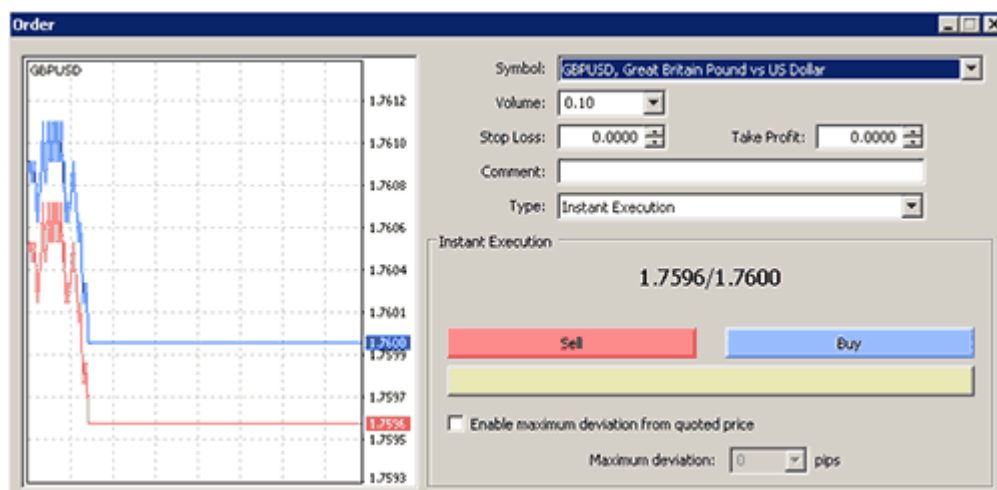 Order
GBPUSD
1.7612
1.7610
1.7608
1.7606
1.7604
1.7601
1.7600
1.7599
1.7597
1.7596
1.7595
1.7593
Symbol: GBPUSD, Great Britain Pound vs US Dollar
Volume: 0.10
Stop Loss: 0.0000 Take Profit: 0.0000
Comment:
Type: Instant Execution
Instant Execution
1.7596/1.7600
Sell Buy
Enable maximum deviation from quoted price
Maximum deviation: 0 pips